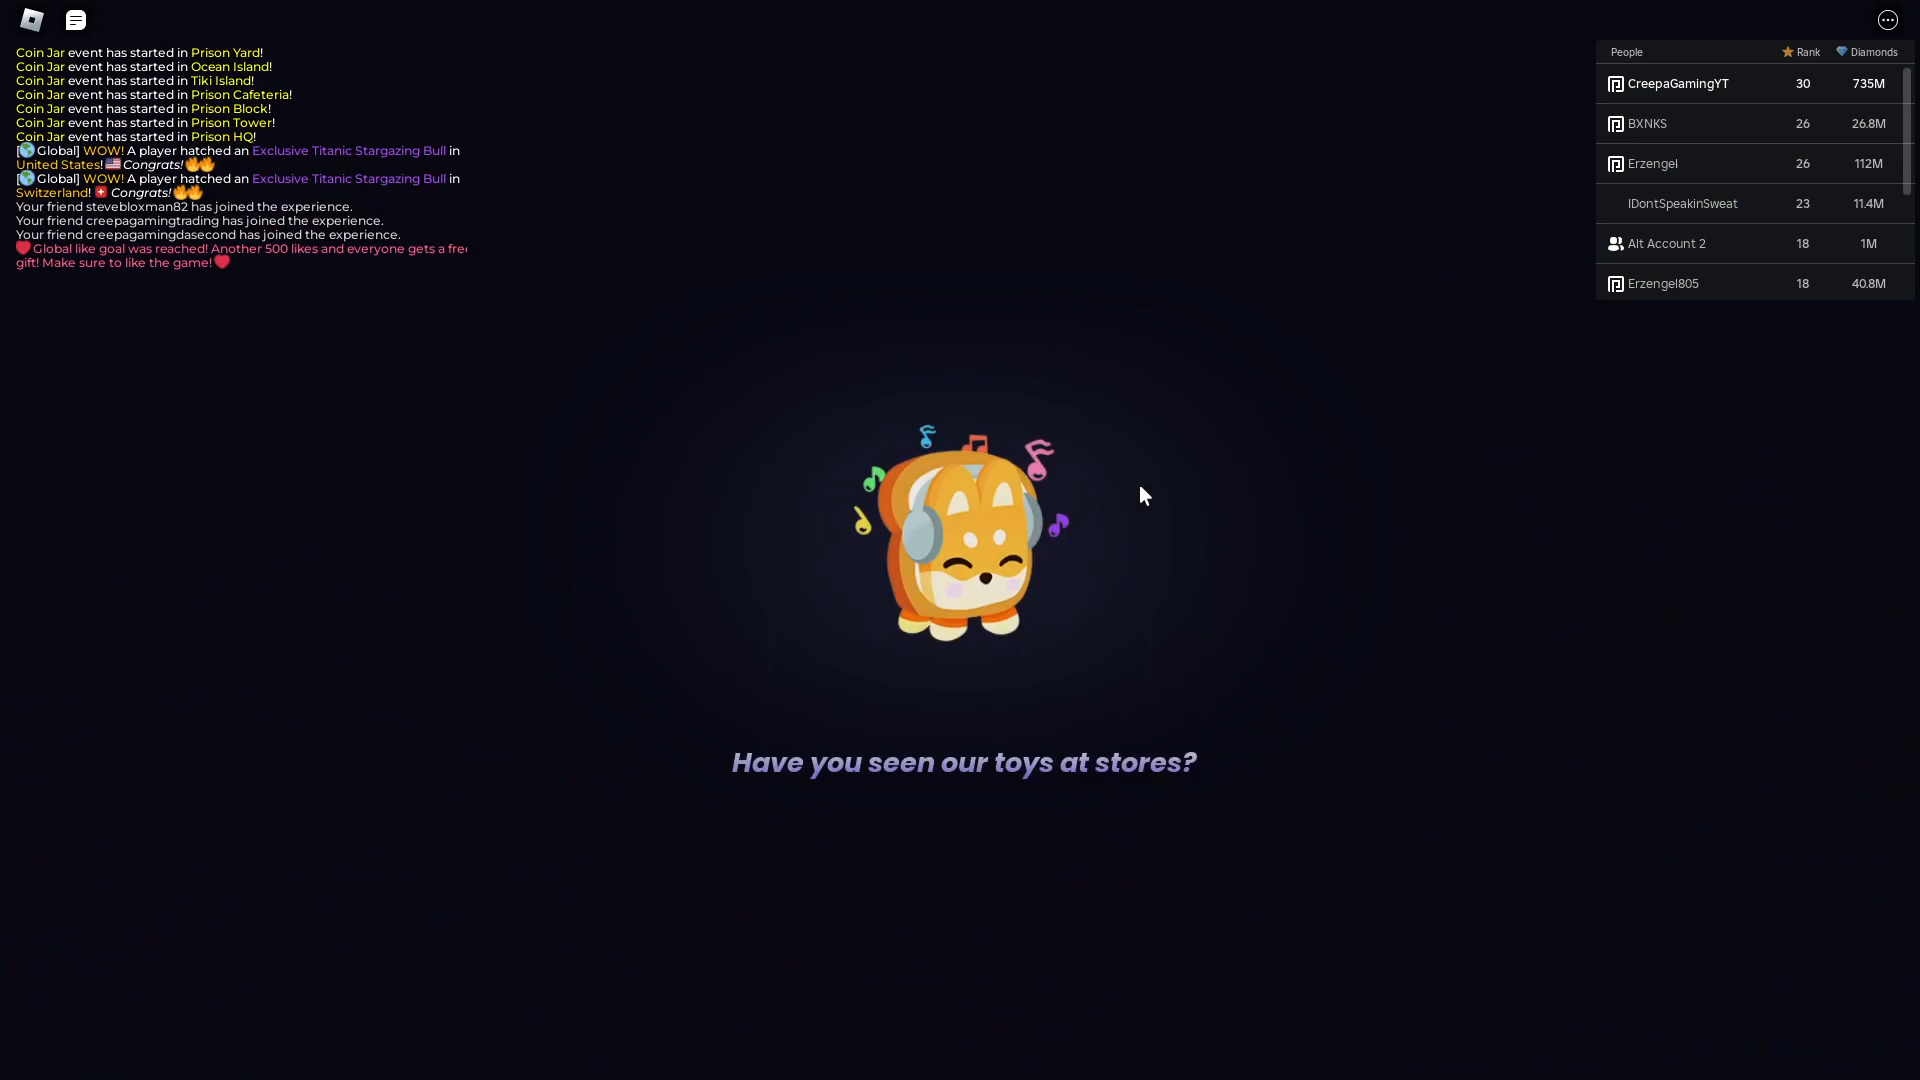 Coin Jar event has started in Prison Yard!
Coin Jar event has started in Ocean Island!
Coin Jar event has started in Tiki Island!
Coin Jar event has started in Prison Cafeteria!
Coin Jar event has started in Prison Block!
Coin Jar event has started in Prison Tower!
Coin Jar event has started in Prison HQ!
[🌎 Global] WOW! A player hatched an Exclusive Titanic Stargazing Bull in
United States! 🇺🇸 Congrats! 🔥🔥
[🌎 Global] WOW! A player hatched an Exclusive Titanic Stargazing Bull in
Switzerland! 🇨🇭 Congrats! 🔥🔥
Your friend stevebloxman82 has joined the experience.
Your friend creepagamingtrading has joined the experience.
Your friend creepagamingdasecond has joined the experience.
❤️ Global like goal was reached! Another 500 likes and everyone gets a free
gift! Make sure to like the game! ❤️
People Rank Diamonds
CreepaGamingYT 30 735M
BXNKS 26 26.8M
Erzengel 26 112M
IDontSpeakinSweat 23 11.4M
Alt Account 2 18 1M
Erzengel805 18 40.8M
Have you seen our toys at stores?